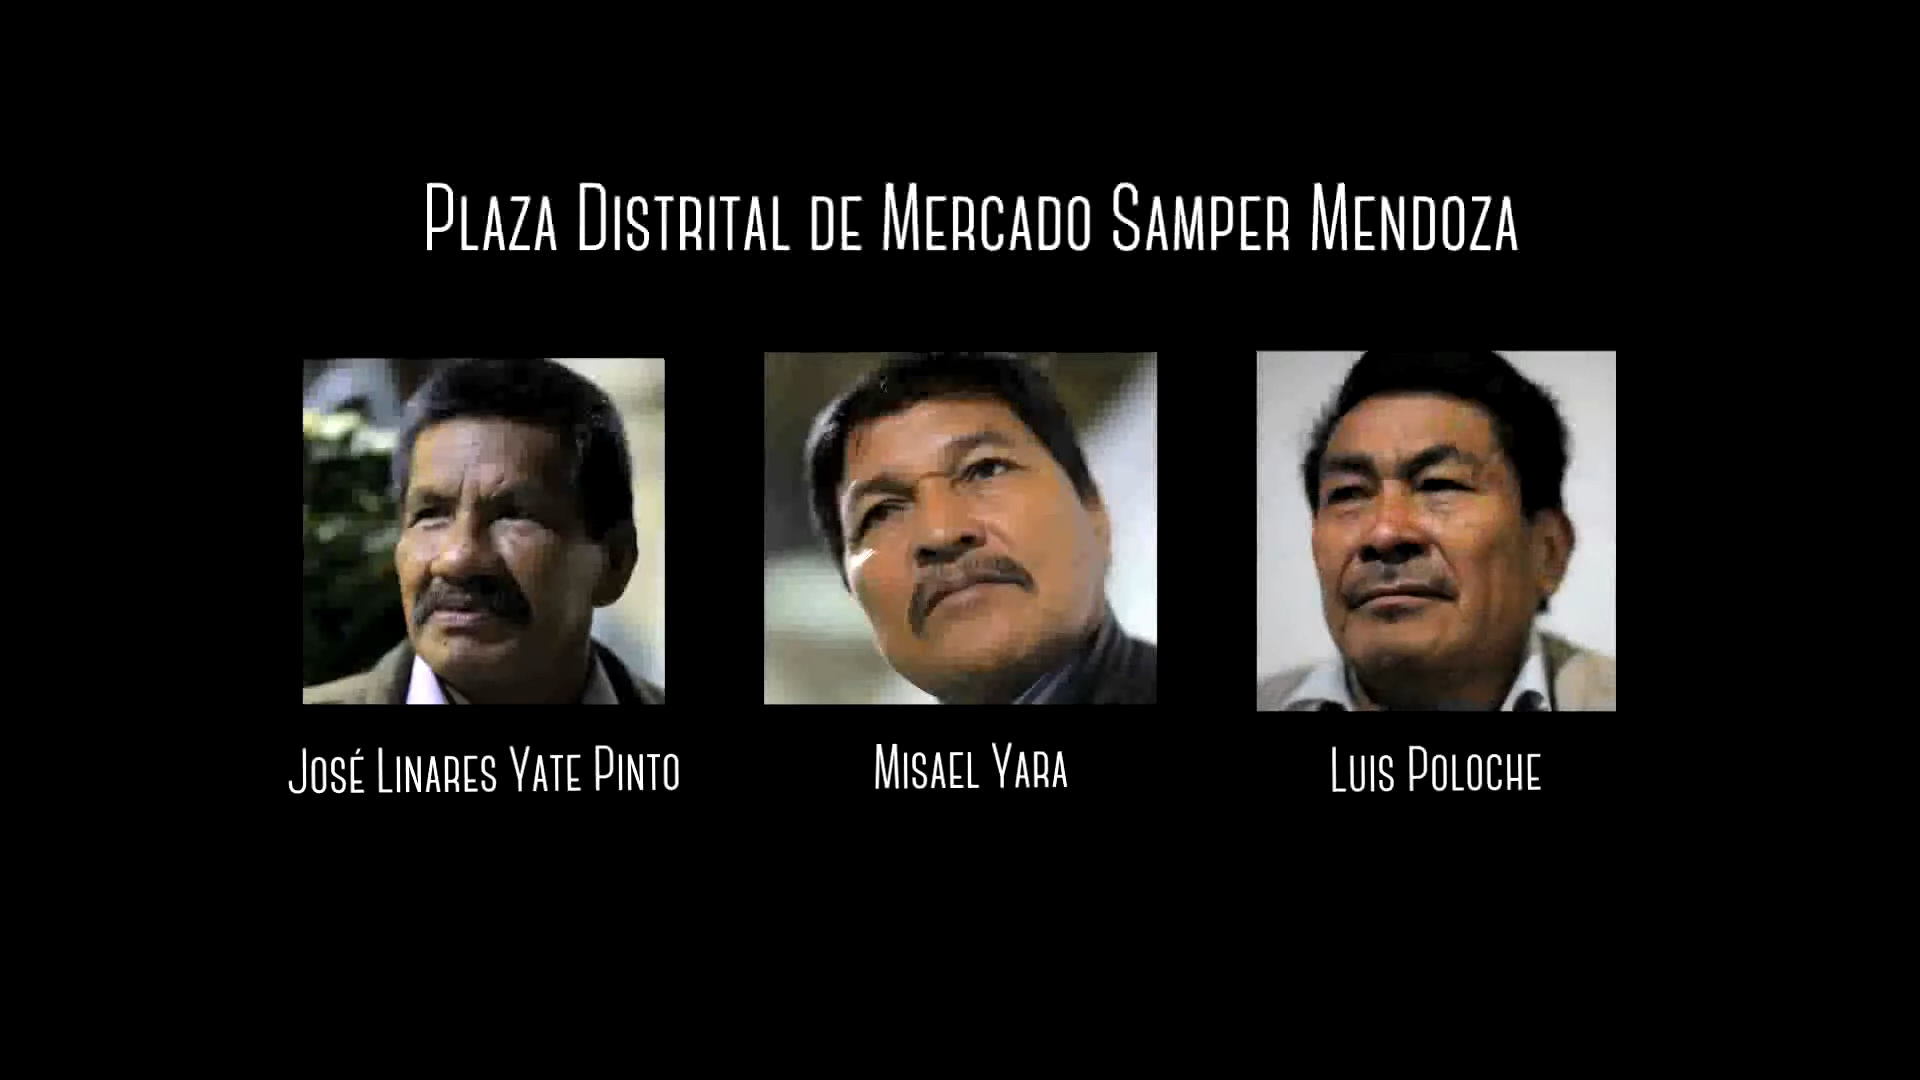 Plaza Distrital de Mercado Samper Mendoza
José Linares Yate Pinto
Misael Yara
Luis Poloche